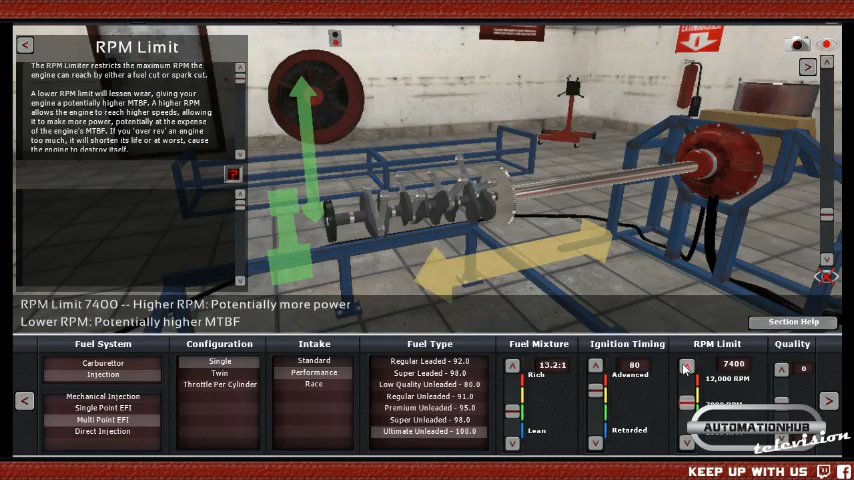 RPM Limit
The RPM Limiter restricts the maximum RPM the
engine can reach by either a fuel cut or spark cut.
A lower RPM limit will lessen wear, giving your
engine a potentially higher MTBF. A higher RPM
allows the engine to reach higher speeds, allowing
it to make more power, potentially at the expense
of the engine's MTBF. If you 'over rev' an engine
too much, it will shorten its life or at worst, cause
the engine to destroy itself.
RPM Limit 7400 -- Higher RPM: Potentially more power
Lower RPM: Potentially higher MTBF
Section Help
Fuel System
Carburettor
Injection
Mechanical Injection
Single Point EFI
Multi Point EFI
Direct Injection
Configuration
Single
Twin
Throttle Per Cylinder
Intake
Standard
Performance
Race
Fuel Type
Regular Leaded - 92.0
Super Leaded - 98.0
Low Quality Unleaded - 80.0
Regular Unleaded - 91.0
Premium Unleaded - 95.0
Super Unleaded - 98.0
Ultimate Unleaded - 100.0
Fuel Mixture
13.2:1
Rich
Lean
Ignition Timing
80
Advanced
Retarded
RPM Limit
7400
12,000 RPM
Quality
0
AUTOMATIONHUB
television
KEEP UP WITH US